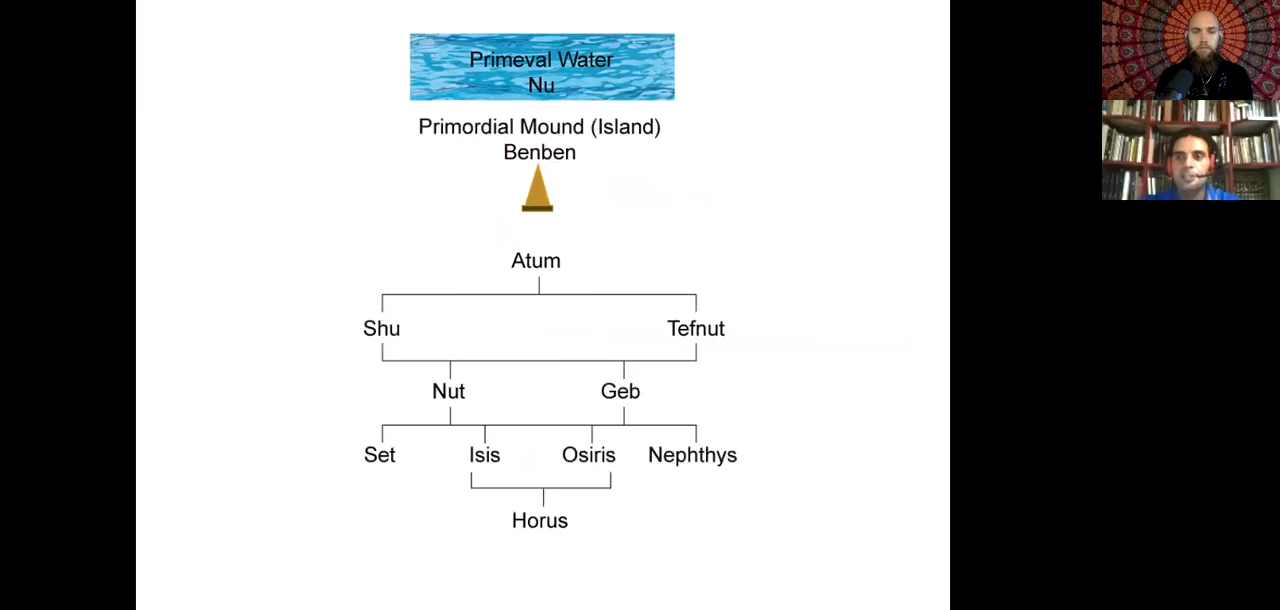 Primeval Water
Nu
Primordial Mound (Island)
Benben
Atum
Shu
Tefnut
Nut
Geb
Set
Isis
Osiris
Nephthys
Horus